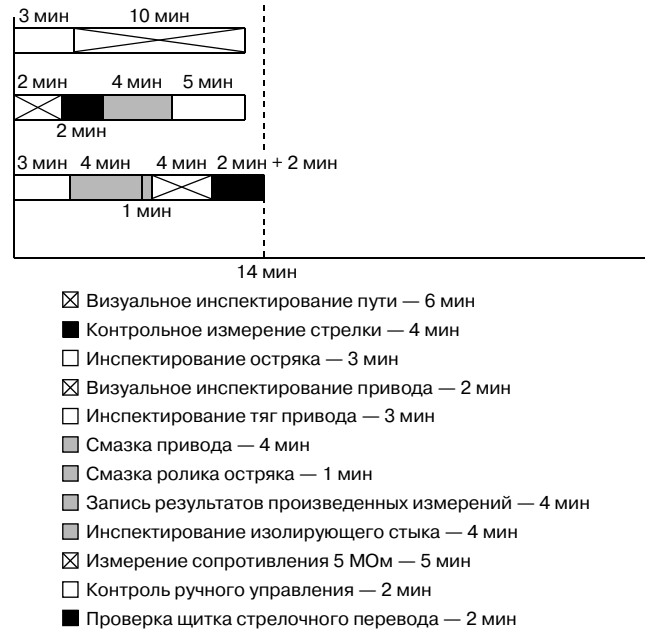 3 мин 10 мин
2 мин 4 мин 5 мин
2 мин
3 мин 4 мин 4 мин 2 мин + 2 мин
1 мин
14 мин
Визуальное инспектирование пути — 6 мин
Контрольное измерение стрелки — 4 мин
Инспектирование остряка — 3 мин
Визуальное инспектирование привода — 2 мин
Инспектирование тяг привода — 3 мин
Смазка привода — 4 мин
Смазка ролика остряка — 1 мин
Запись результатов произведенных измерений — 4 мин
Инспектирование изолирующего стыка — 4 мин
Измерение сопротивления 5 МОм — 5 мин
Контроль ручного управления — 2 мин
Проверка щитка стрелочного перевода — 2 мин